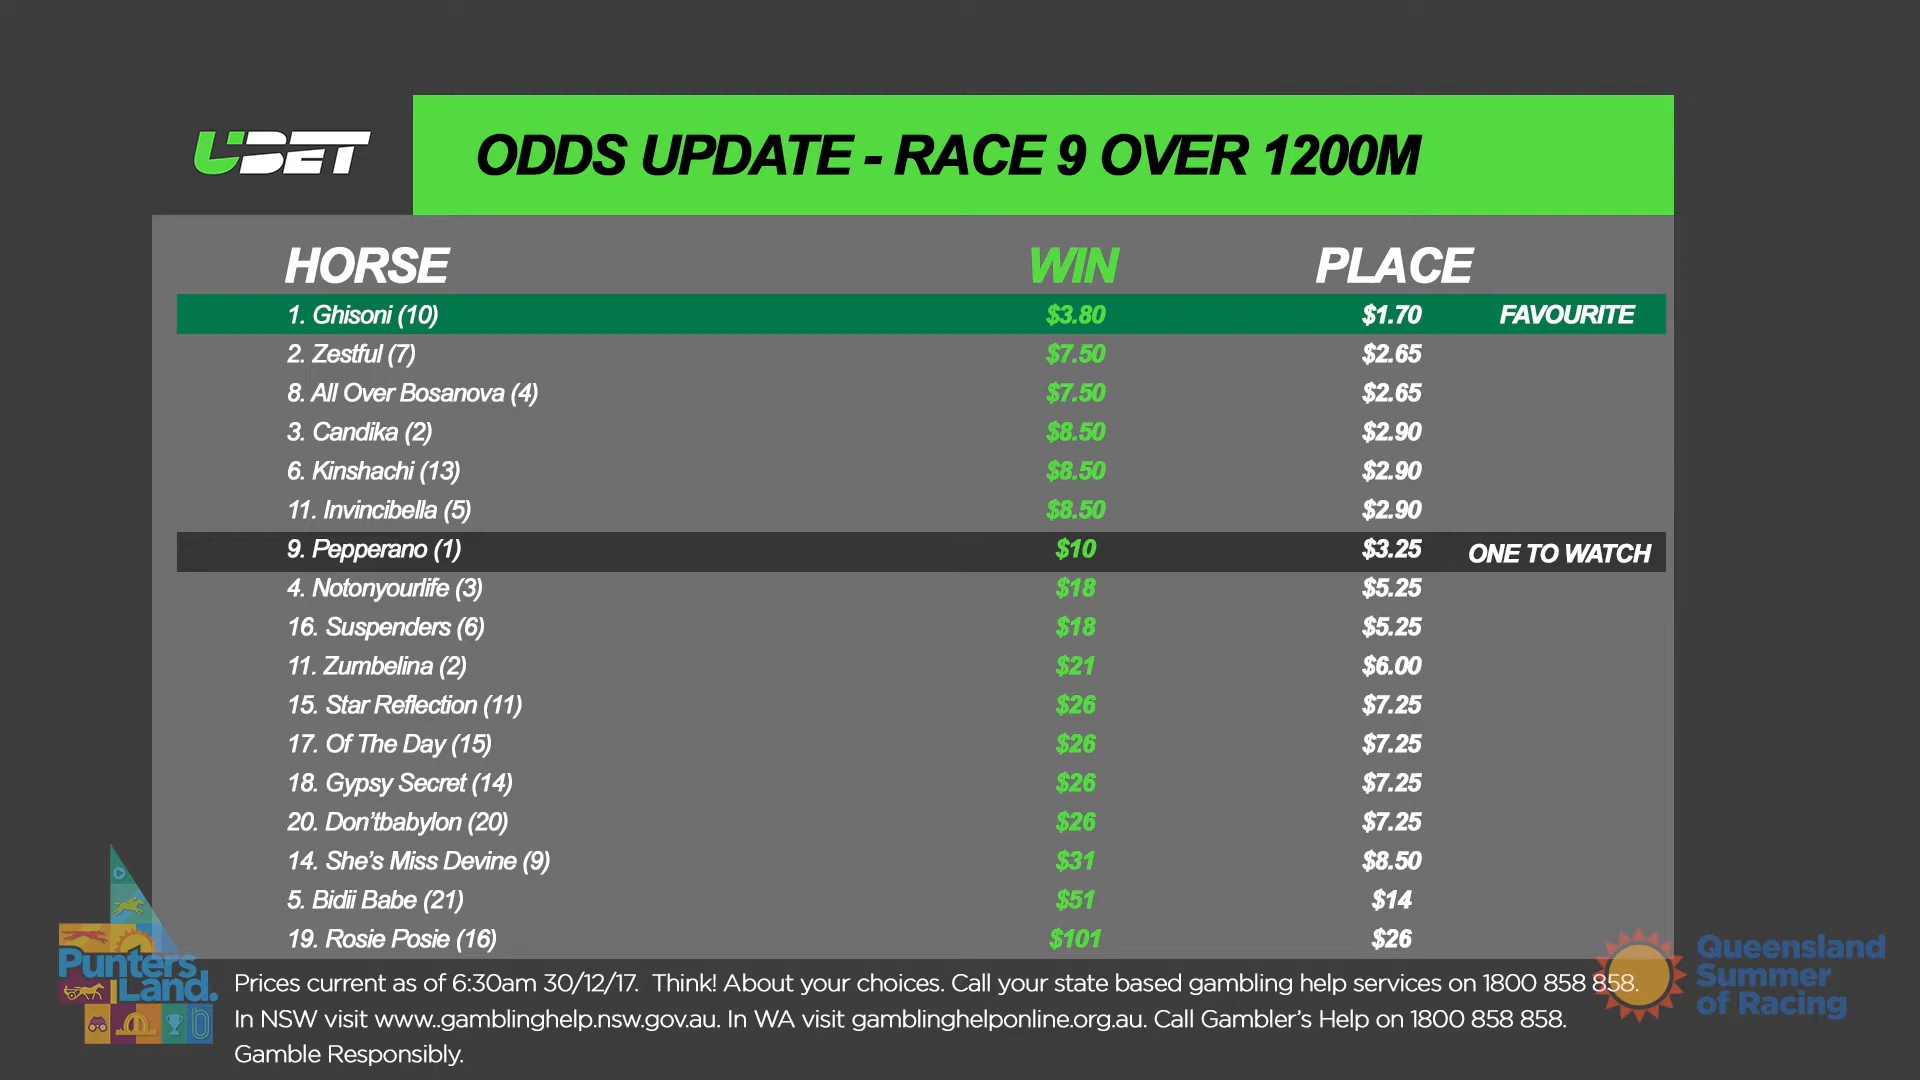 UBET
ODDS UPDATE - RACE 9 OVER 1200M
HORSE WIN PLACE
1. Ghisoni (10) $3.80 $1.70 FAVOURITE
2. Zestful (7) $7.50 $2.65
8. All Over Bosanova (4) $7.50 $2.65
3. Candika (2) $8.50 $2.90
6. Kinshachi (13) $8.50 $2.90
11. Invincibella (5) $8.50 $2.90
9. Pepperano (1) $10 $3.25 ONE TO WATCH
4. Notonyourlife (3) $18 $5.25
16. Suspenders (6) $18 $5.25
11. Zumbelina (2) $21 $6.00
15. Star Reflection (11) $26 $7.25
17. Of The Day (15) $26 $7.25
18. Gypsy Secret (14) $26 $7.25
20. Don'tbabylon (20) $26 $7.25
14. She's Miss Devine (9) $31 $8.50
5. Bidii Babe (21) $51 $14
19. Rosie Posie (16) $101 $26
Punters
Land.
Prices current as of 6:30am 30/12/17. Think! About your choices. Call your state based gambling help services on 1800 858 858.
In NSW visit www..gamblinghelp.nsw.gov.au. In WA visit gamblinghelponline.org.au. Call Gambler's Help on 1800 858 858.
Gamble Responsibly.
Queensland
Summer
of Racing